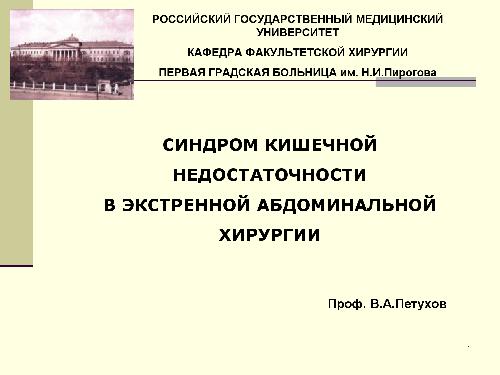 РОССИЙСКИЙ ГОСУДАРСТВЕННЫЙ МЕДИЦИНСКИЙ
УНИВЕРСИТЕТ
КАФЕДРА ФАКУЛЬТЕТСКОЙ ХИРУРГИИ
ПЕРВАЯ ГРАДСКАЯ БОЛЬНИЦА им. Н.И.Пирогова
СИНДРОМ КИШЕЧНОЙ
НЕДОСТАТОЧНОСТИ
В ЭКСТРЕННОЙ АБДОМИНАЛЬНОЙ
ХИРУРГИИ
Проф. В.А.Петухов
.